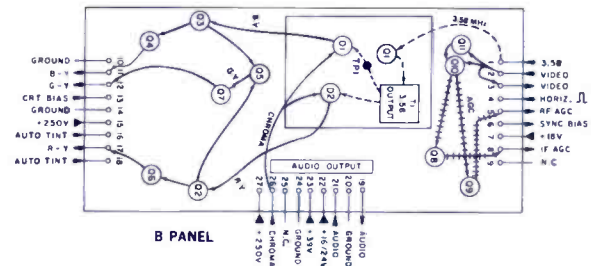 GROUND
B-Y
G-Y
CRT BIAS
GROUND
+250V
AUTO TINT
R-Y
AUTO TINT
10
11
12
13
14
15
16
17
18
Q4
Q3
B-Y
G-Y
Q5
Q7
Q6
Q2
R-Y
CHROMA
D1
TP1
D2
Q1
T1
3.58
OUTPUT
3.58 MHz
Q11
Q10
AGC
Q8
Q9
1
2
3
4
5
6
7
8
9
3.58
VIDEO
VIDEO
HORIZ.
RF AGC
SYNC BIAS
+18V
IF AGC
N.C.
AUDIO OUTPUT
27
26
25
24
23
22
21
20
19
+250V
CHROMA
N.C.
GROUND
+39V
+16/24V
AUDIO
GROUND
AUDIO
B PANEL